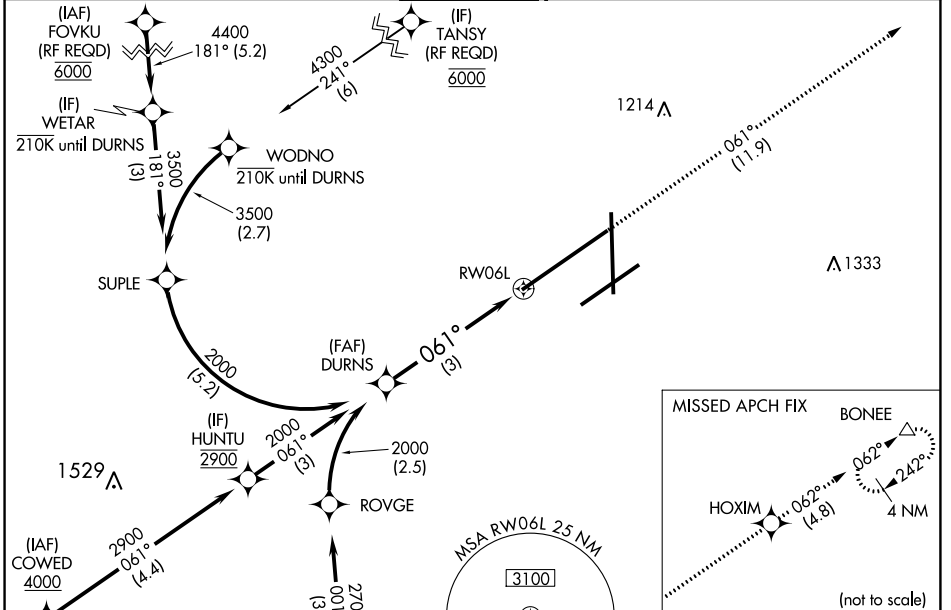 (IAF)
FOVKU
(RF REQD)
6000
4400
181° (5.2)
(IF)
TANSY
(RF REQD)
6000
4300
241°
(6)
(IF)
WETAR
210K until DURNS
3500
181°
(3)
WODNO
210K until DURNS
3500
(2.7)
1214
061°
(11.9)
SUPLE
RW06L
1333
2000
(5.2)
(FAF)
DURNS
061°
(3)
(IF)
HUNTU
2900
2000
061°
(3)
2000
(2.5)
ROVGE
1529
2900
061°
(4.4)
(IAF)
COWED
4000
270
001
(3
MSA RW06L 25 NM
3100
MISSED APCH FIX
BONEE
062°
242°
4 NM
HOXIM
062°
(4.8)
(not to scale)